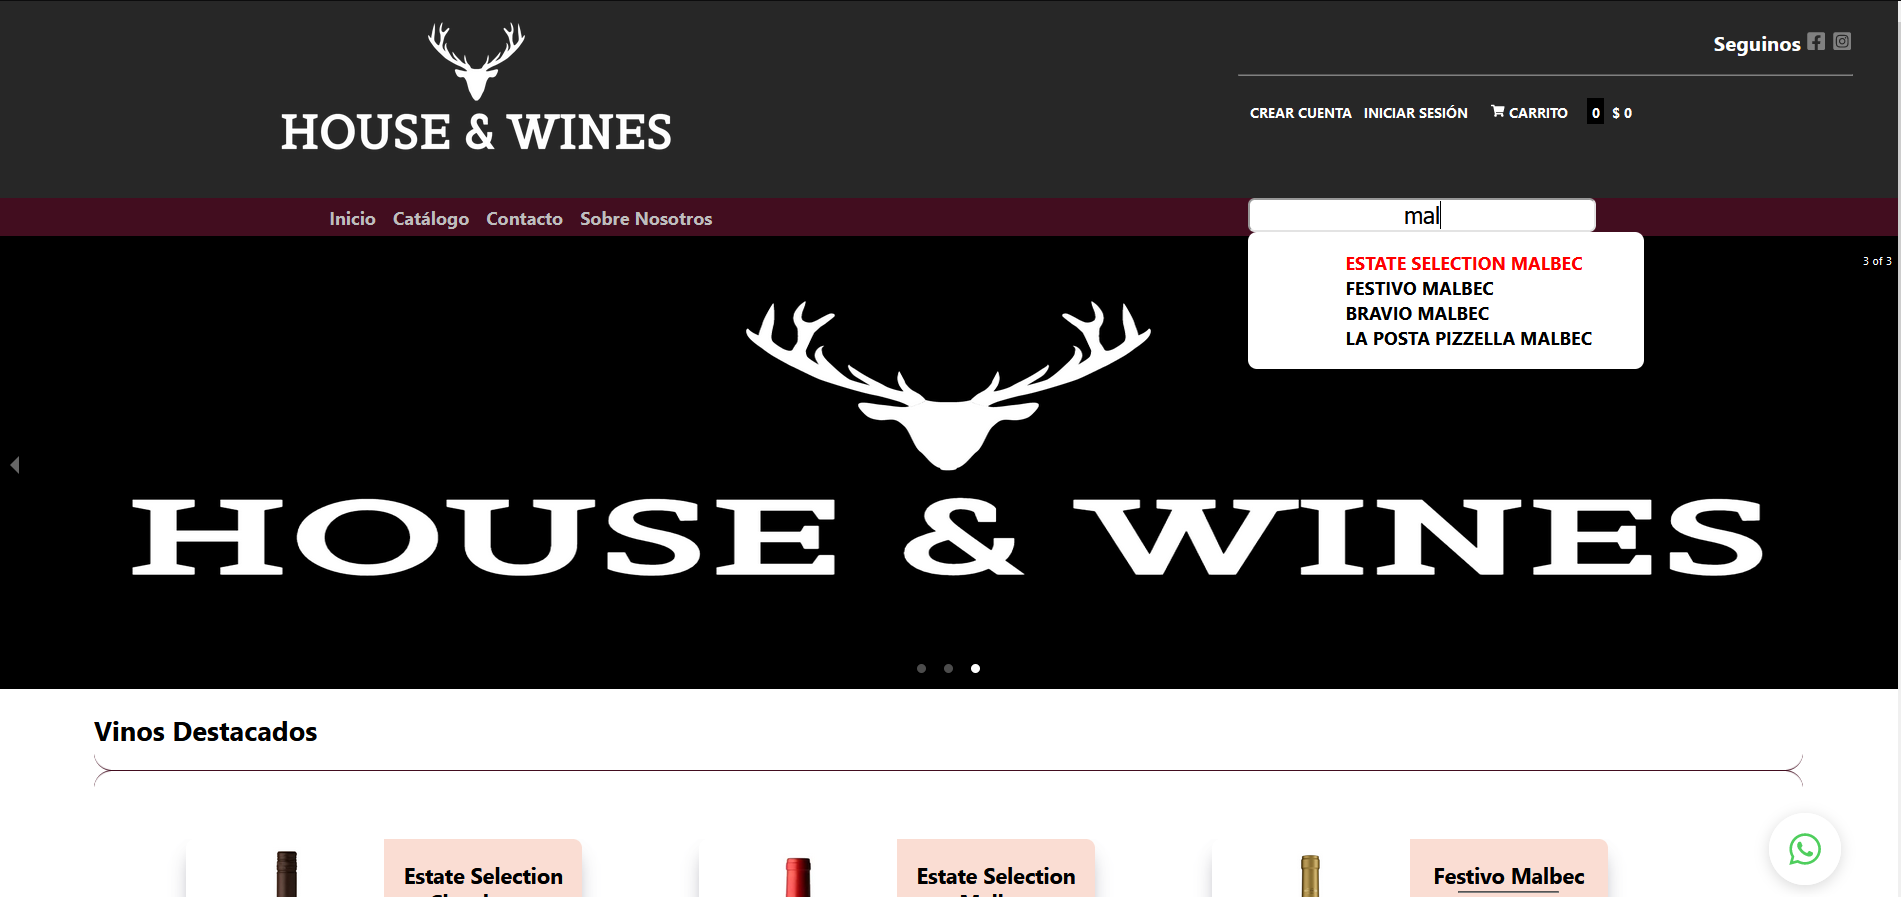 HOUSE & WINES
Seguinos
CREAR CUENTA INICIAR SESIÓN CARRITO 0 $ 0
Inicio Catálogo Contacto Sobre Nosotros
mal
ESTATE SELECTION MALBEC
FESTIVO MALBEC
BRAVIO MALBEC
LA POSTA PIZZELLA MALBEC
3 of 3
HOUSE & WINES
Vinos Destacados
Estate Selection
Estate Selection
Festivo Malbec